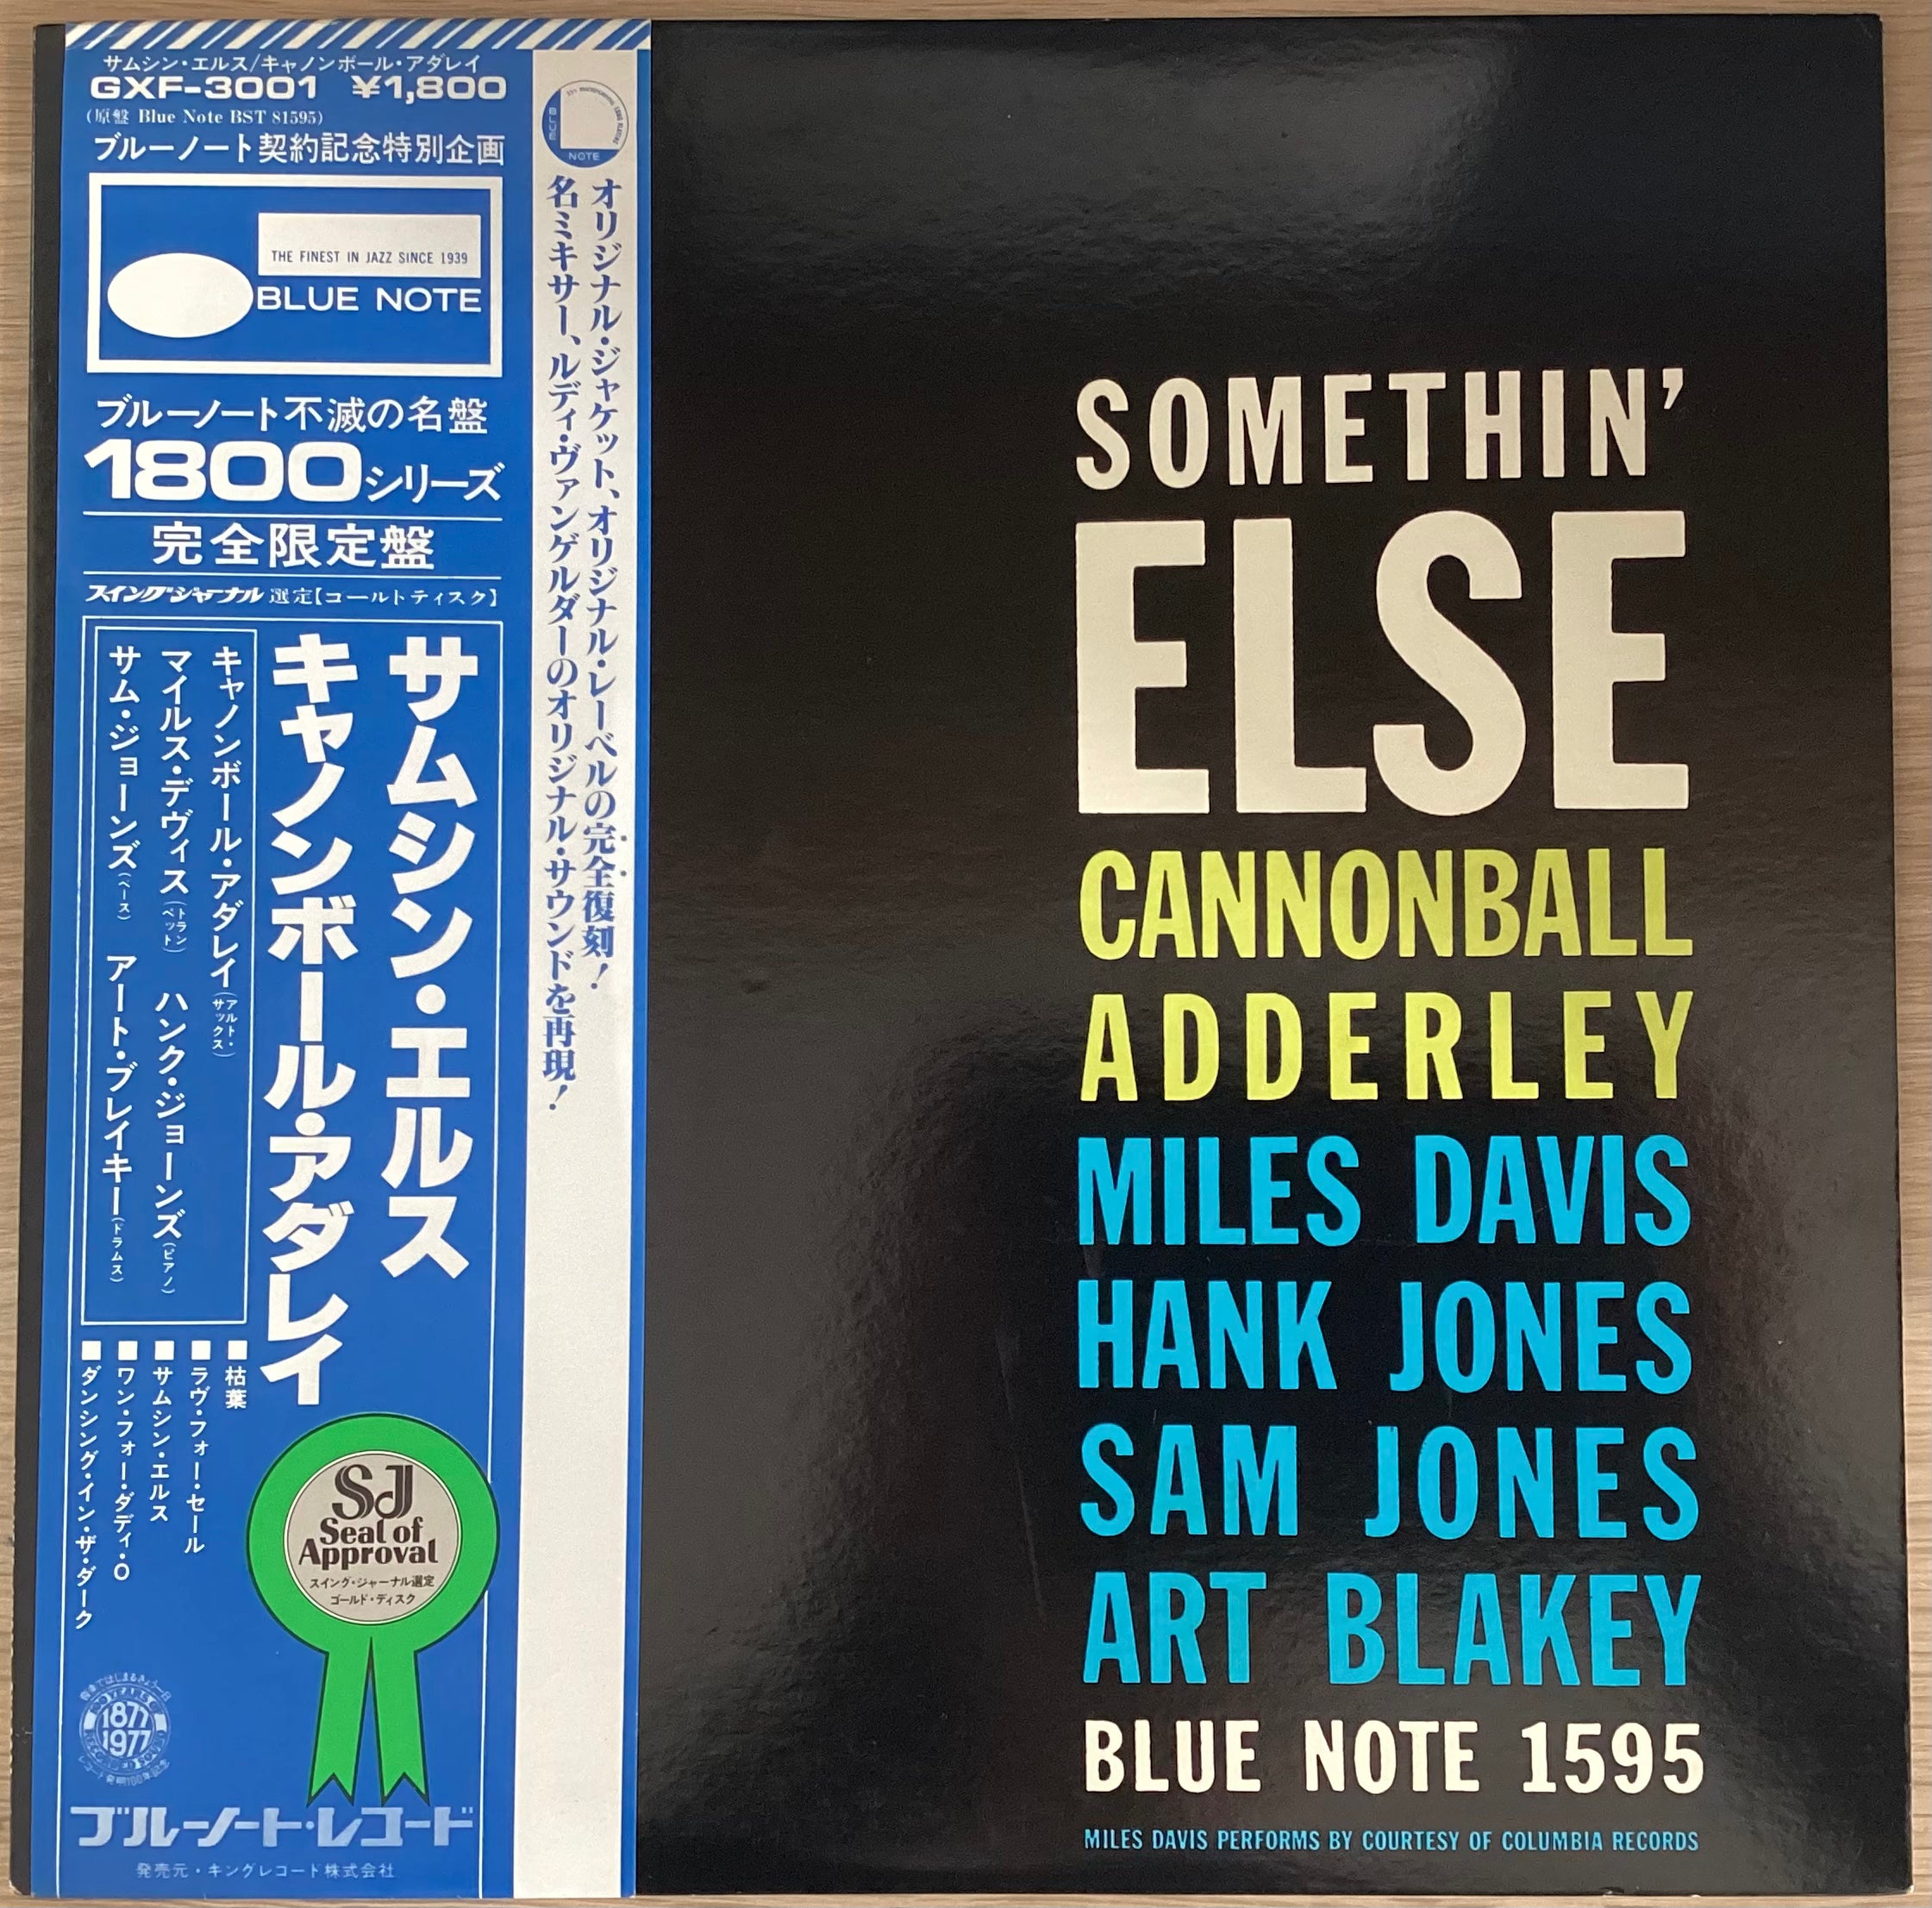 サムシン・エルス/キャノンボール・アダレイ
GXF-3001 ¥1,800
(原盤 Blue Note BST 81595)
ブルーノート契約記念特別企画
THE FINEST IN JAZZ SINCE 1939
BLUE NOTE
ブルーノート不滅の名盤
1800シリーズ
完全限定盤
スイングジャーナル 選定【ゴールドディスク】
サムシン・エルス
キャノンボール・アダレイ
キャノンボール・アダレイ(アルト・サックス)
マイルス・デヴィス(トランペット) ハンク・ジョーンズ(ピアノ)
サム・ジョーンズ(ベース) アート・ブレイキー(ドラムス)
■枯葉
■ラヴ・フォー・セール
■サムシン・エルス
■ワン・フォー・ダディ・O
■ダンシング・イン・ザ・ダーク
SJ
Seal of
Approval
スイング・ジャーナル選定
ゴールド・ディスク
1877
1977
レコード発明100年記念
ブルーノート・レコード
発売元・キングレコード株式会社
BLUE
NOTE
オリジナル・ジャケット、オリジナル・レーベルの完全復刻!
名ミキサー、ルディ・ヴァンゲルダーのオリジナル・サウンドを再現!
SOMETHIN'
ELSE
CANNONBALL
ADDERLEY
MILES DAVIS
HANK JONES
SAM JONES
ART BLAKEY
BLUE NOTE 1595
MILES DAVIS PERFORMS BY COURTESY OF COLUMBIA RECORDS